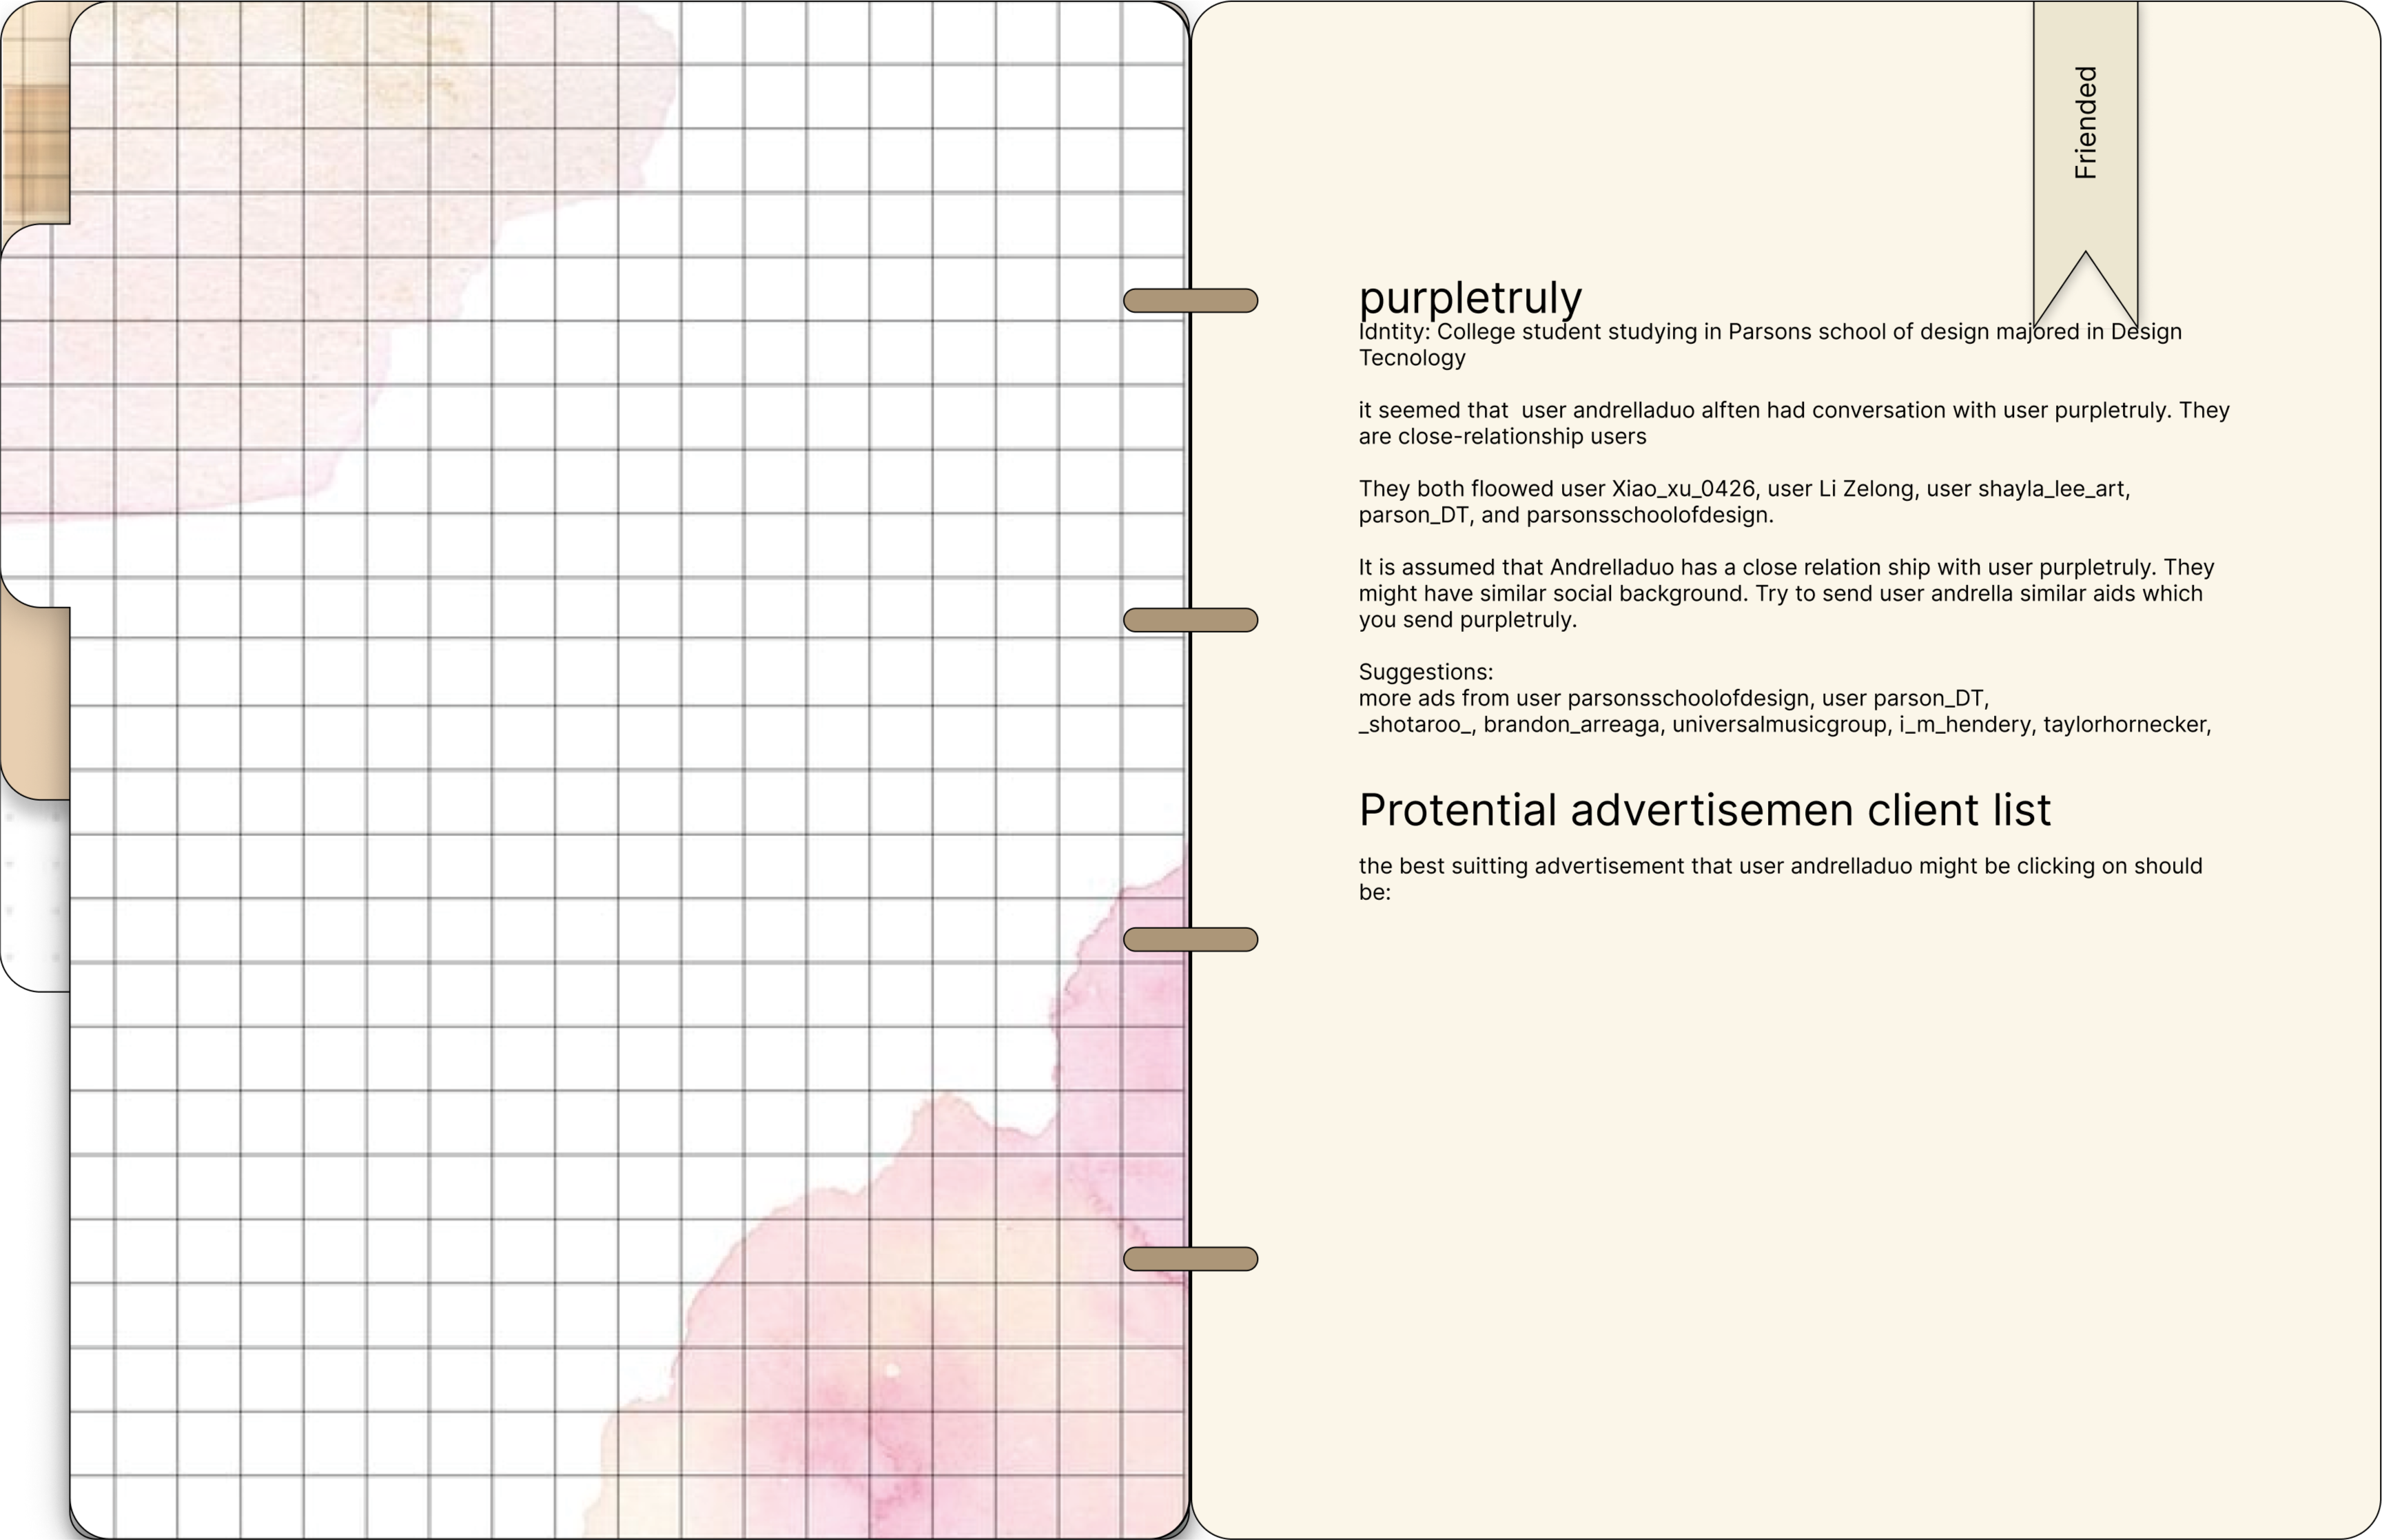 Friended
purpletruly
Idntity: College student studying in Parsons school of design majored in Design
Tecnology
it seemed that  user andrelladuo alften had conversation with user purpletruly. They
are close-relationship users
They both floowed user Xiao_xu_0426, user Li Zelong, user shayla_lee_art,
parson_DT, and parsonsschoolofdesign.
It is assumed that Andrelladuo has a close relation ship with user purpletruly. They
might have similar social background. Try to send user andrella similar aids which
you send purpletruly.
Suggestions:
more ads from user parsonsschoolofdesign, user parson_DT,
_shotaroo_, brandon_arreaga, universalmusicgroup, i_m_hendery, taylorhornecker,
Protential advertisemen client list
the best suitting advertisement that user andrelladuo might be clicking on should
be: